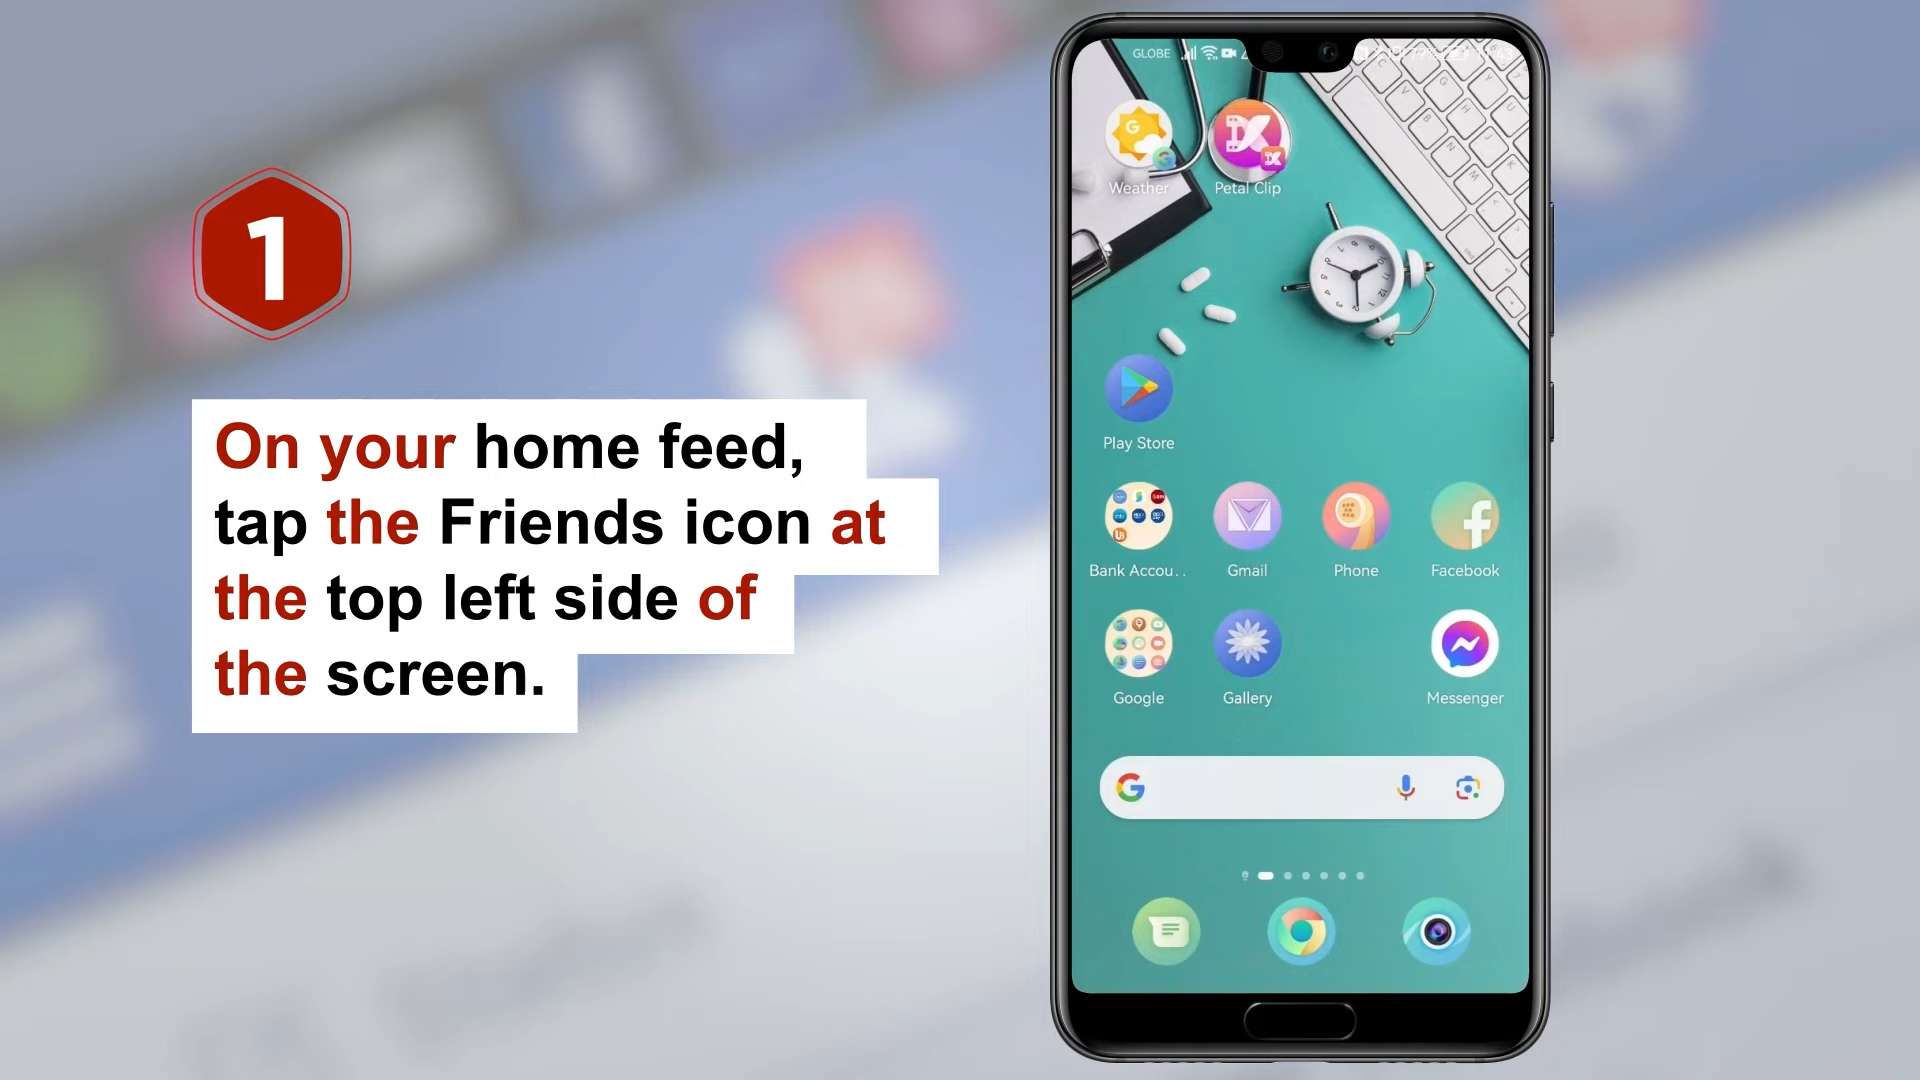 1
On your home feed,
tap the Friends icon at
the top left side of
the screen.
GLOBE
Weather
Petal Clip
Play Store
Bank Accou..
Gmail
Phone
Facebook
Google
Gallery
Messenger